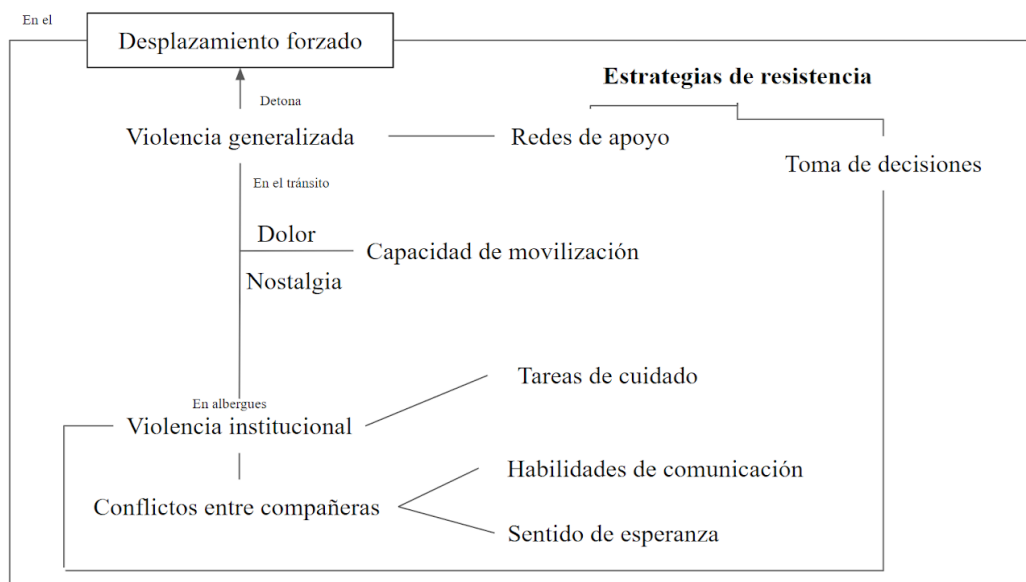 En el
Desplazamiento forzado
Estrategias de resistencia
Detona
Violencia generalizada
Redes de apoyo
Toma de decisiones
En el tránsito
Dolor
Capacidad de movilización
Nostalgia
Tareas de cuidado
En albergues
Violencia institucional
Habilidades de comunicación
Conflictos entre compañeras
Sentido de esperanza